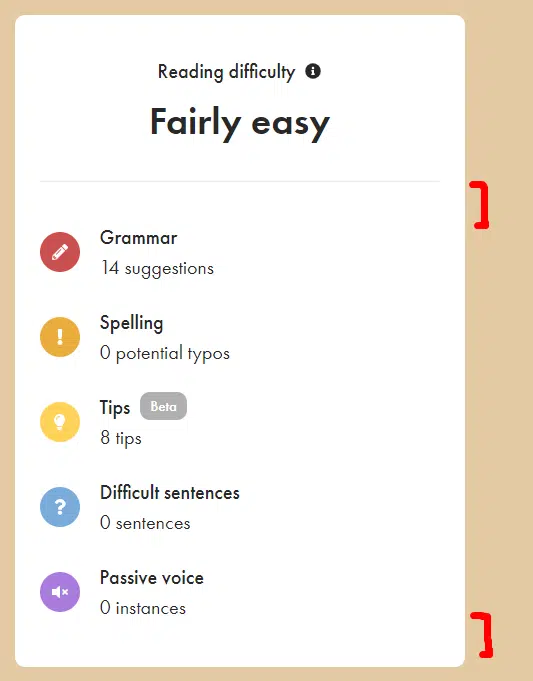 Reading difficulty
Fairly easy
Grammar
14 suggestions
Spelling
0 potential typos
Tips Beta
8 tips
Difficult sentences
0 sentences
Passive voice
0 instances